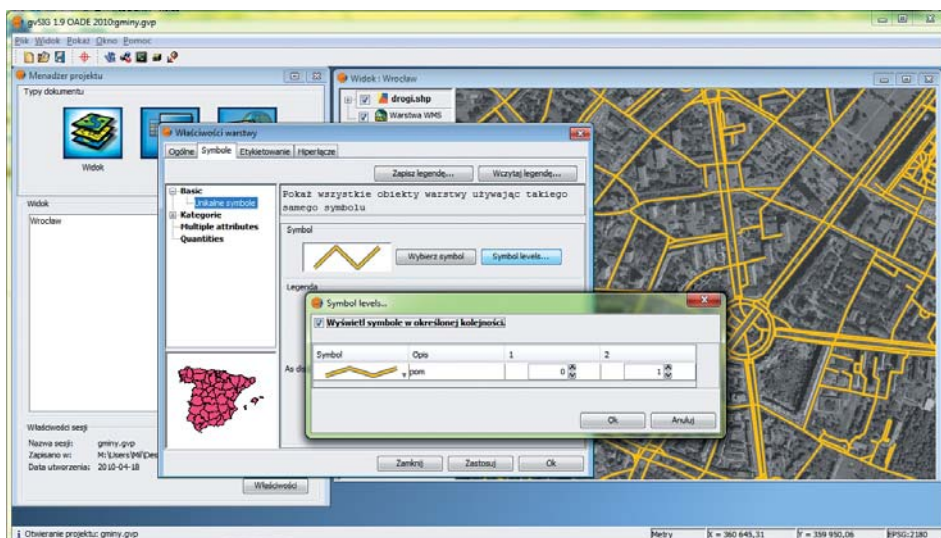 gvSIG 1.9 OADE 2010:gminy.gvp
Plik Widok Pokaż Okno Pomoc
Menadżer projektu
Typy dokumentu
Widok
Widok
Wrocław
Właściwości sesji
Nazwa sesji: gminy.gvp
Zapisano w: M:\Users\Mil\Des
Data utworzenia: 2010-04-18
Właściwości
Widok : Wrocław
drogi.shp
Warstwa WMS
Właściwości warstwy
Ogólne Symbole Etykietowanie Hiperłącze
Zapisz legendę... Wczytaj legendę...
Basic
Unikalne symbole
Kategorie
Multiple attributes
Quantities
Pokaż wszystkie obiekty warstwy używając takiego
samego symbolu
Symbol
Wybierz symbol Symbol levels...
Legenda
As
Zamknij Zastosuj Ok
Symbol levels...
Wyświetl symbole w określonej kolejności.
Symbol Opis 1 2
pom 0 1
Ok Anuluj
Otwieranie projektu: gminy.gvp
Metry X = 360 645,31 Y = 359 950,06 EPSG:2180